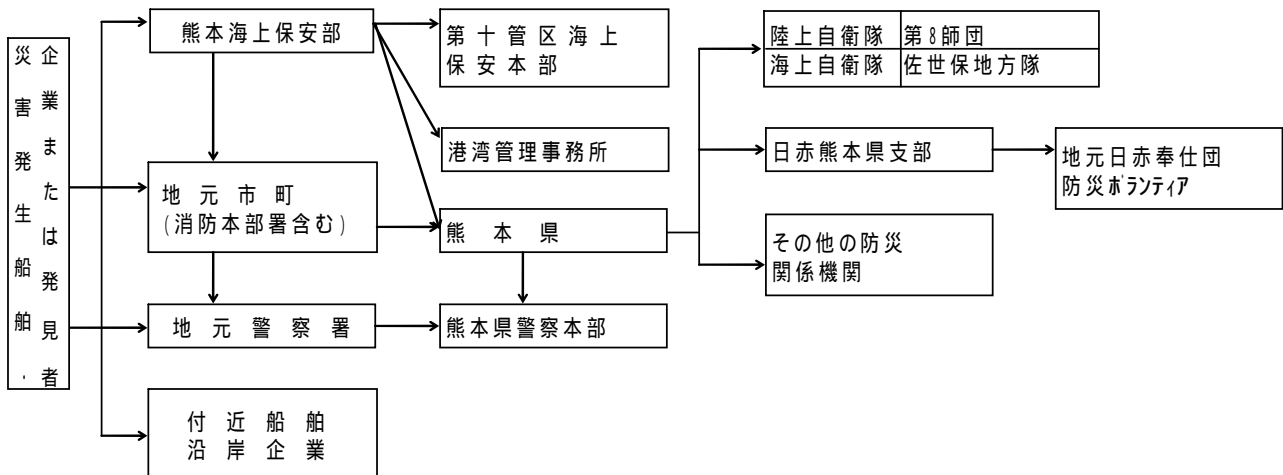 災害発生船舶・
企業または発見者
熊本海上保安部
地元市町
(消防本部署含む)
地元警察署
付近船舶
沿岸企業
第十管区海上
保安本部
港湾管理事務所
熊本県
熊本県警察本部
陸上自衛隊 第8師団
海上自衛隊 佐世保地方隊
日赤熊本県支部
その他の防災
関係機関
地元日赤奉仕団
防災ボランティア